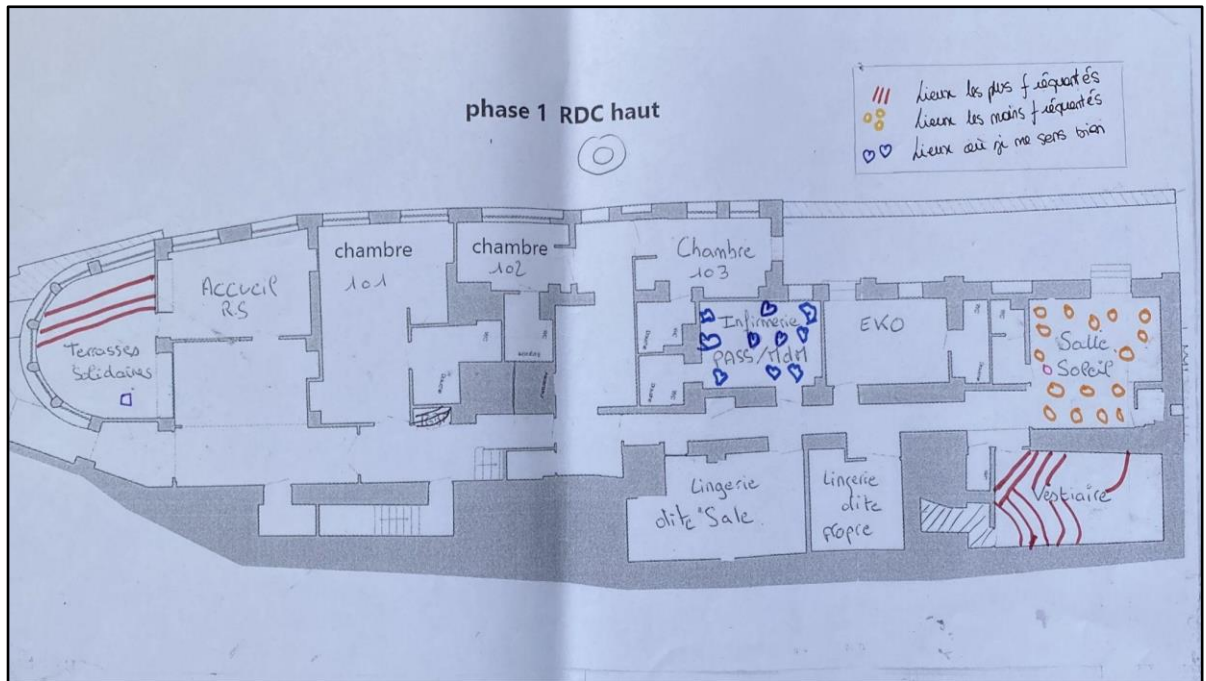 phase 1 RDC haut
Lieux les plus fréquentés
Lieux les moins fréquentés
Lieux où je me sens bien
chambre
101
chambre
102
Chambre
103
Accueil
R.S
Terrasses
Solidaires
Infirmerie
PASS/MdM
EKO
Salle
Soleil
Lingerie
dite "Sale
Lingerie
dite
propre
Vestiaire